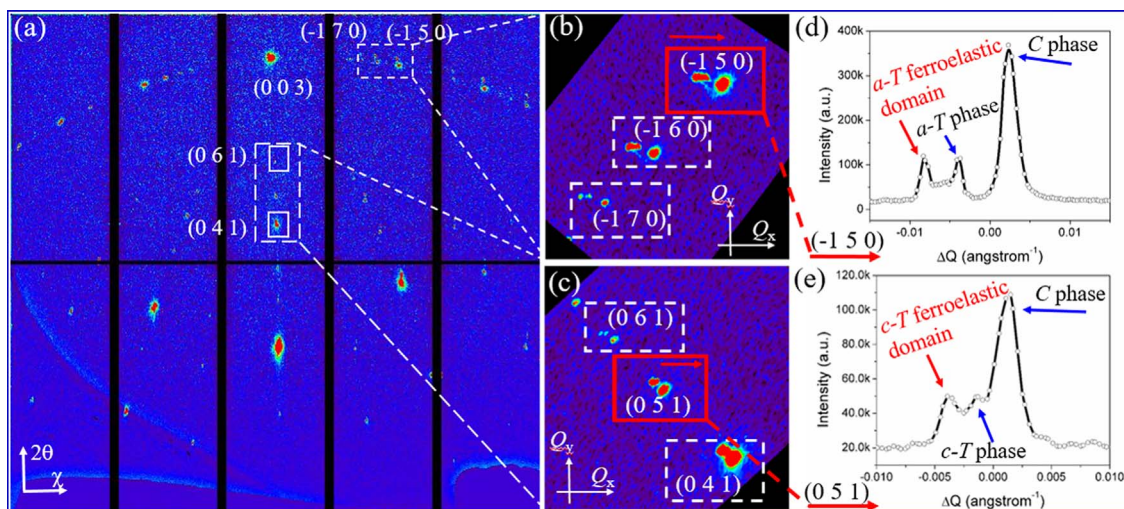 (a)
(-1 7 0)
(-1 5 0)
(0 0 3)
(0 6 1)
(0 4 1)
2θ
χ
(b)
(-1 5 0)
(-1 6 0)
(-1 7 0)
Qy
Qx
(c)
(0 6 1)
(0 5 1)
(0 4 1)
Qy
Qx
(d)
400k
300k
200k
100k
0
Intensity (a.u.)
a-T ferroelastic
domain
a-T phase
C phase
-0.01
0.00
0.01
ΔQ (angstrom⁻¹)
(-1 5 0)
(e)
120.0k
100.0k
80.0k
60.0k
40.0k
20.0k
Intensity (a.u.)
c-T ferroelastic
domain
C phase
c-T phase
-0.010
-0.005
0.000
0.005
0.010
ΔQ (angstrom⁻¹)
(0 5 1)